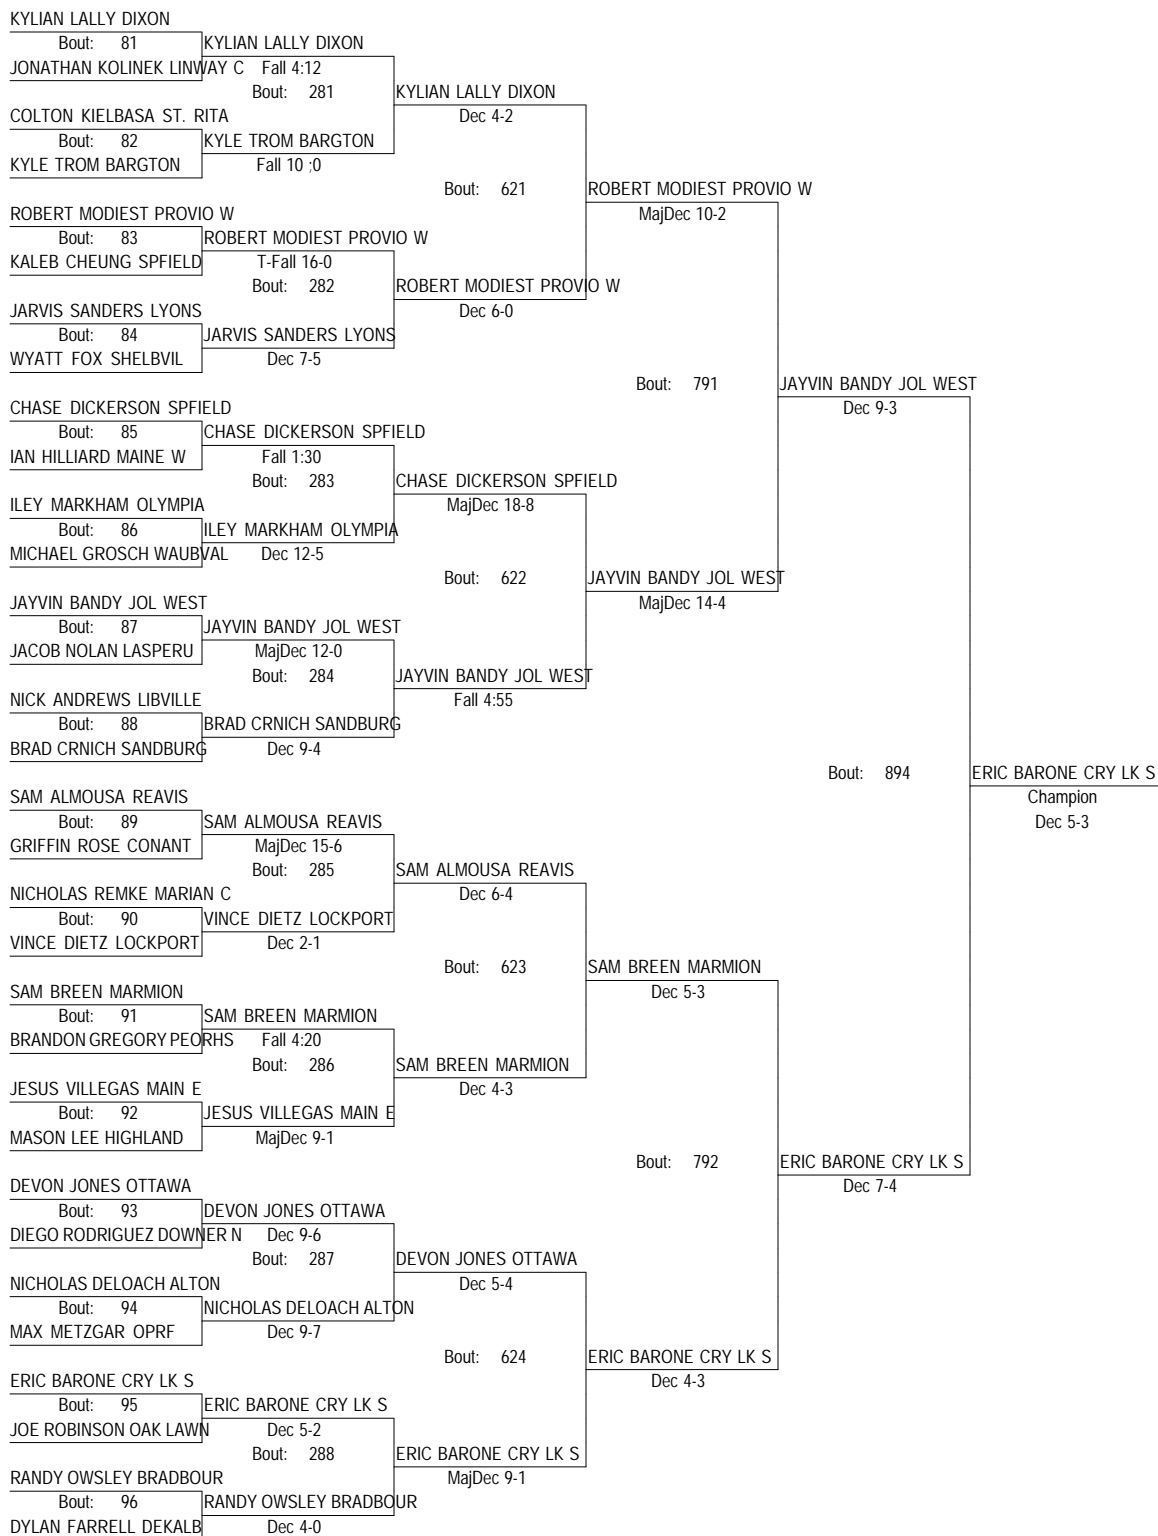 KYLIAN LALLY DIXON
Bout: 81 KYLIAN LALLY DIXON
JONATHAN KOLINEK LINWAY C Fall 4:12
Bout: 281 KYLIAN LALLY DIXON
COLTON KIELBASA ST. RITA Dec 4-2
Bout: 82 KYLE TROM BARGTON
KYLE TROM BARGTON Fall 10 ;0
Bout: 621 ROBERT MODIEST PROVIO W
ROBERT MODIEST PROVIO W MajDec 10-2
Bout: 83 ROBERT MODIEST PROVIO W
KALEB CHEUNG SPFIELD T-Fall 16-0
Bout: 282 ROBERT MODIEST PROVIO W
JARVIS SANDERS LYONS Dec 6-0
Bout: 84 JARVIS SANDERS LYONS
WYATT FOX SHELBVIL Dec 7-5
Bout: 791 JAYVIN BANDY JOL WEST
CHASE DICKERSON SPFIELD Dec 9-3
Bout: 85 CHASE DICKERSON SPFIELD
IAN HILLIARD MAINE W Fall 1:30
Bout: 283 CHASE DICKERSON SPFIELD
ILEY MARKHAM OLYMPIA MajDec 18-8
Bout: 86 ILEY MARKHAM OLYMPIA
MICHAEL GROSCH WAUBVAL Dec 12-5
Bout: 622 JAYVIN BANDY JOL WEST
JAYVIN BANDY JOL WEST MajDec 14-4
Bout: 87 JAYVIN BANDY JOL WEST
JACOB NOLAN LASPERU MajDec 12-0
Bout: 284 JAYVIN BANDY JOL WEST
NICK ANDREWS LIBVILLE Fall 4:55
Bout: 88 BRAD CRNICH SANDBURG
BRAD CRNICH SANDBURG Dec 9-4
Bout: 894 ERIC BARONE CRY LK S
SAM ALMOUSA REAVIS Champion
Bout: 89 SAM ALMOUSA REAVIS Dec 5-3
GRIFFIN ROSE CONANT MajDec 15-6
Bout: 285 SAM ALMOUSA REAVIS
NICHOLAS REMKE MARIAN C Dec 6-4
Bout: 90 VINCE DIETZ LOCKPORT
VINCE DIETZ LOCKPORT Dec 2-1
Bout: 623 SAM BREEN MARMION
SAM BREEN MARMION Dec 5-3
Bout: 91 SAM BREEN MARMION
BRANDON GREGORY PEORHS Fall 4:20
Bout: 286 SAM BREEN MARMION
JESUS VILLEGAS MAIN E Dec 4-3
Bout: 92 JESUS VILLEGAS MAIN E
MASON LEE HIGHLAND MajDec 9-1
Bout: 792 ERIC BARONE CRY LK S
DEVON JONES OTTAWA Dec 7-4
Bout: 93 DEVON JONES OTTAWA
DIEGO RODRIGUEZ DOWNER N Dec 9-6
Bout: 287 DEVON JONES OTTAWA
NICHOLAS DELOACH ALTON Dec 5-4
Bout: 94 NICHOLAS DELOACH ALTON
MAX METZGAR OPRF Dec 9-7
Bout: 624 ERIC BARONE CRY LK S
ERIC BARONE CRY LK S Dec 4-3
Bout: 95 ERIC BARONE CRY LK S
JOE ROBINSON OAK LAWN Dec 5-2
Bout: 288 ERIC BARONE CRY LK S
RANDY OWSLEY BRADBOUR MajDec 9-1
Bout: 96 RANDY OWSLEY BRADBOUR
DYLAN FARRELL DEKALB Dec 4-0